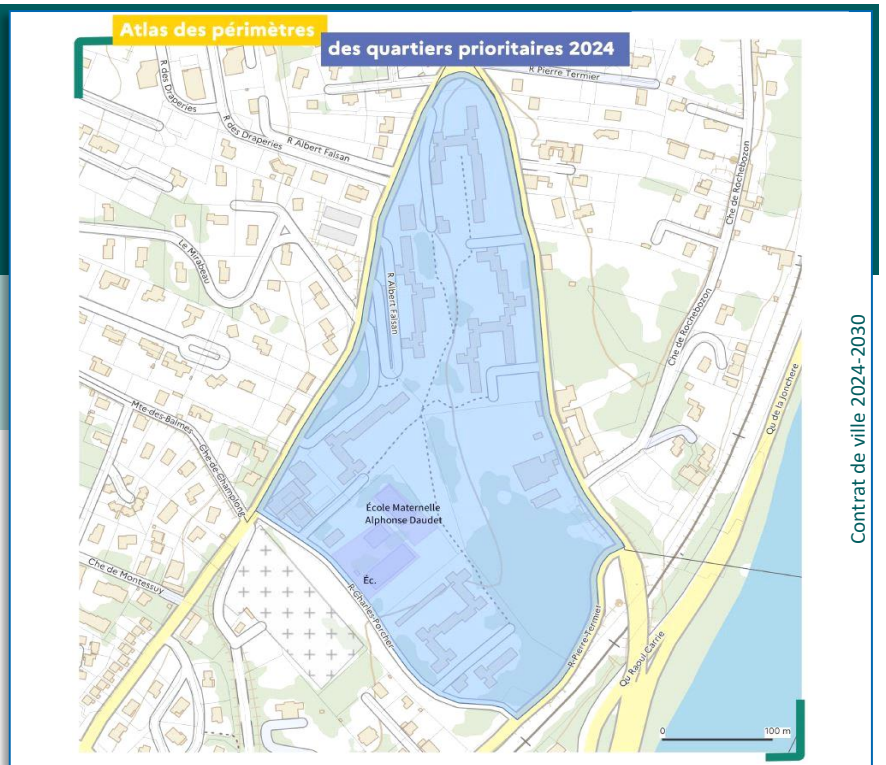 Atlas des périmètres
des quartiers prioritaires 2024
R Pierre Termier
R des Draperies
R des Draperies
R Albert Falsan
Che de Rochebozon
Le Mirabeau
R Albert Falsan
Che de Rochebozon
Contrat de ville 2024-2030
Qu de la Jonchere
Mte-des-Balmes
Che-de-Champlong
École Maternelle
Alphonse Daudet
Che de Montessuy
Éc.
R-Charles-Porcher
R-Pierre-Termier
Qu Raoul Carrie
0
100 m